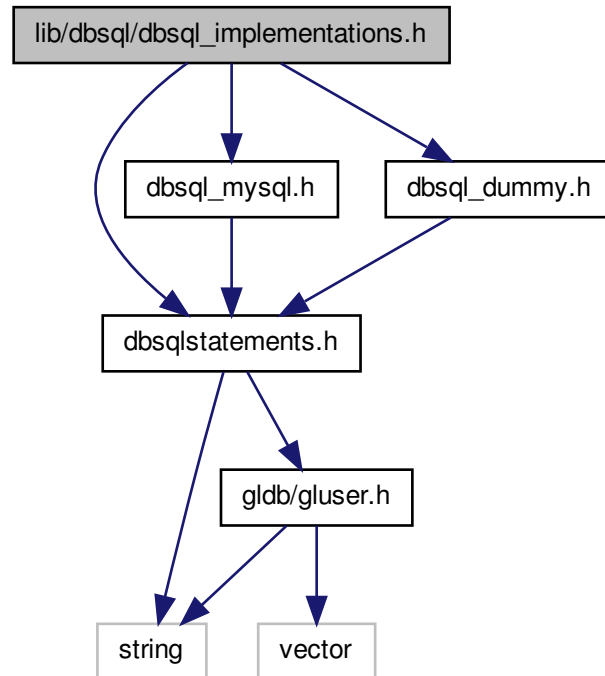 lib/dbsql/dbsql_implementations.h
dbsql_mysql.h
dbsql_dummy.h
dbsqlstatements.h
gldb/gluser.h
string
vector